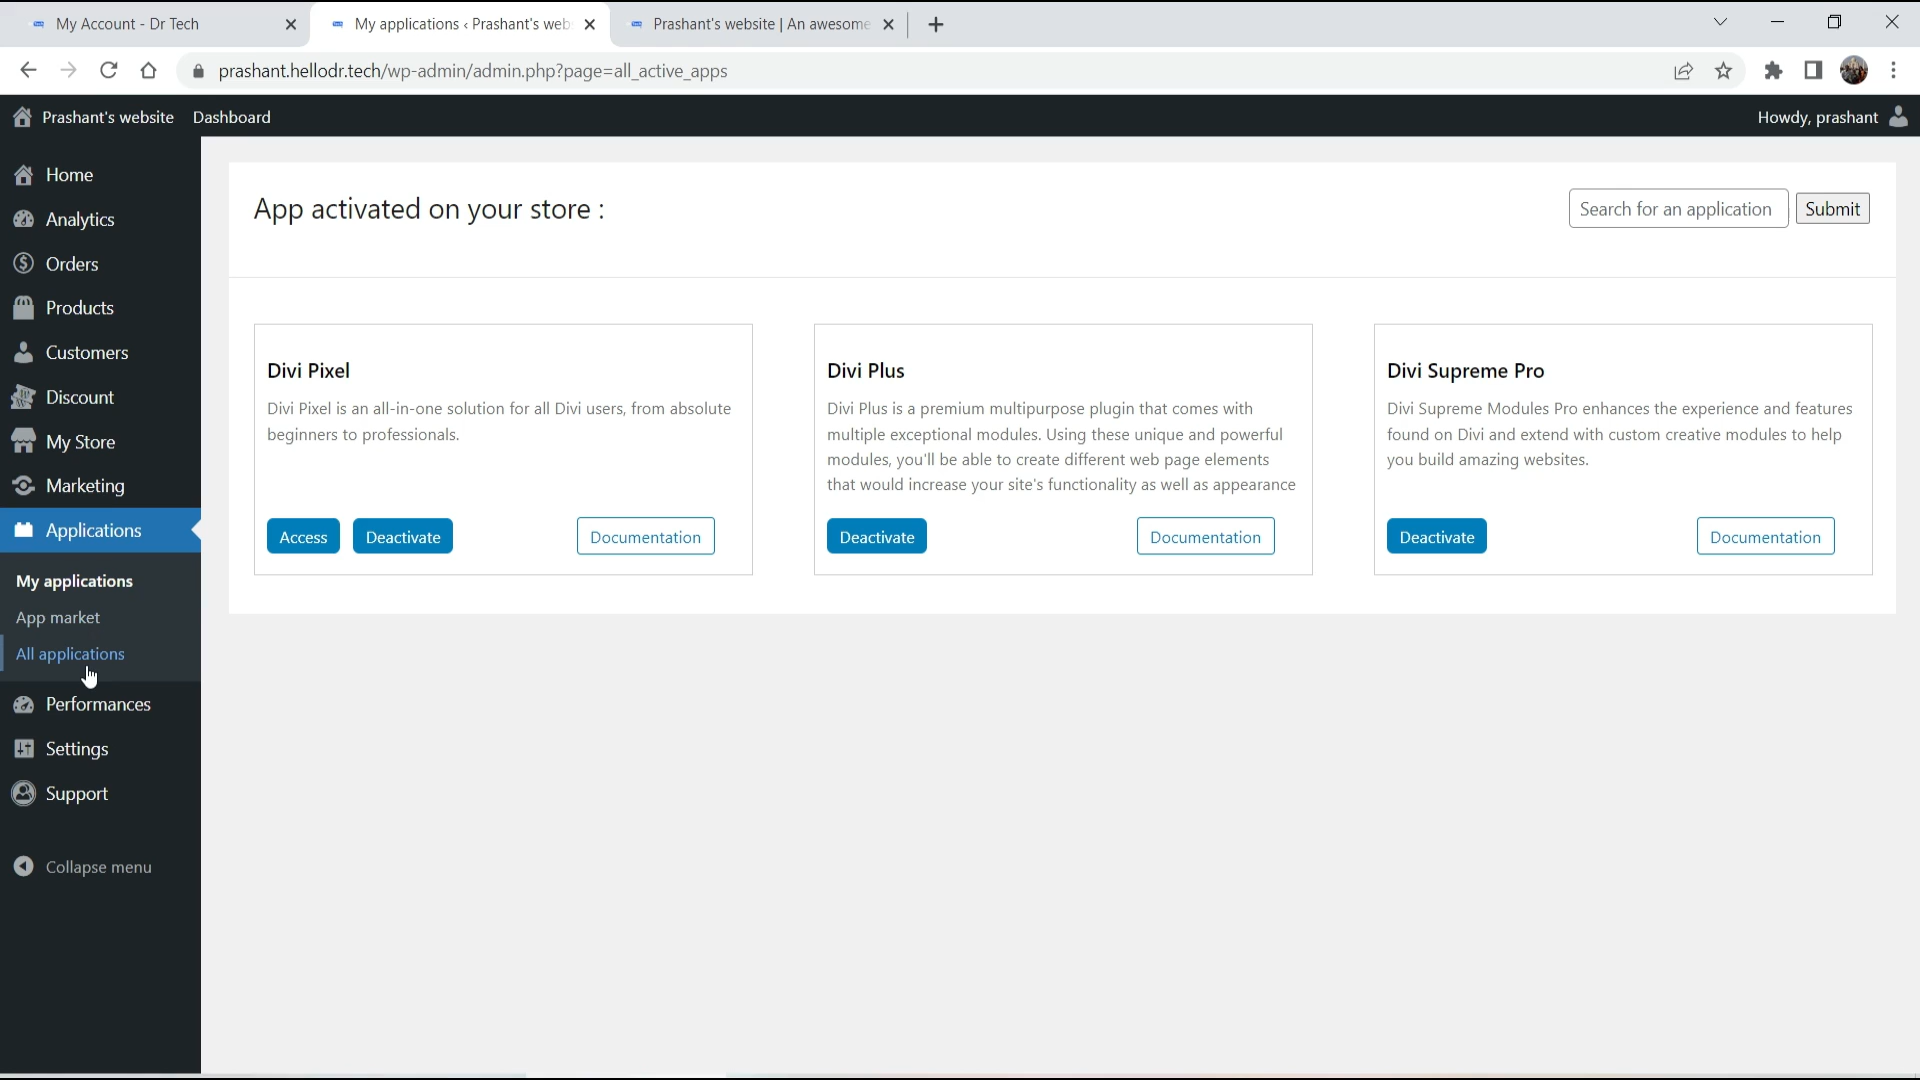 My Account - Dr Tech
My applications ‹ Prashant's web
Prashant's website | An awesome
prashant.hellodr.tech/wp-admin/admin.php?page=all_active_apps
Prashant's website Dashboard
Howdy, prashant
Home
Analytics
Orders
Products
Customers
Discount
My Store
Marketing
Applications
My applications
App market
All applications
Performances
Settings
Support
Collapse menu
App activated on your store :
Search for an application
Submit
Divi Pixel
Divi Pixel is an all-in-one solution for all Divi users, from absolute
beginners to professionals.
Access
Deactivate
Documentation
Divi Plus
Divi Plus is a premium multipurpose plugin that comes with
multiple exceptional modules. Using these unique and powerful
modules, you'll be able to create different web page elements
that would increase your site's functionality as well as appearance
Deactivate
Documentation
Divi Supreme Pro
Divi Supreme Modules Pro enhances the experience and features
found on Divi and extend with custom creative modules to help
you build amazing websites.
Deactivate
Documentation